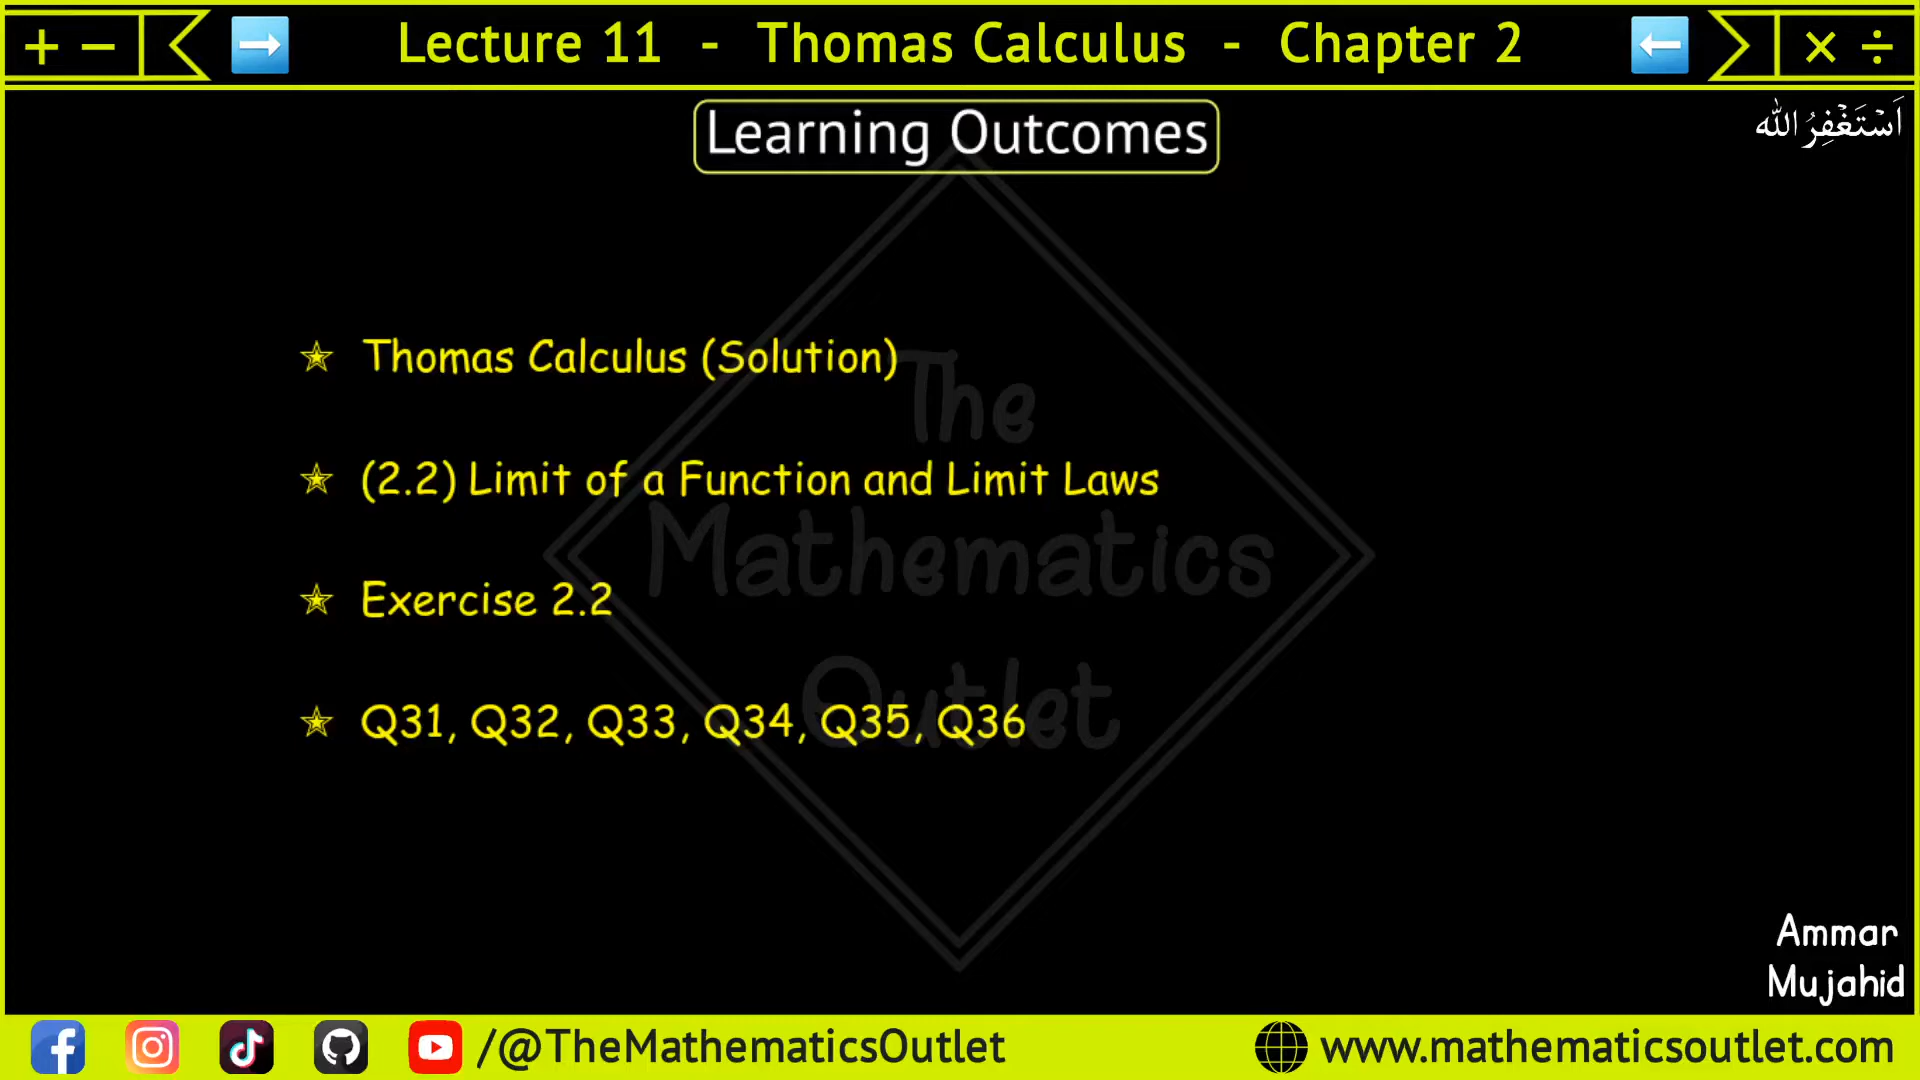 + − ➡ Lecture 11 - Thomas Calculus - Chapter 2 ⬅ × ÷
Learning Outcomes
اَسْتَغْفِرُ اللّٰه
☆ Thomas Calculus (Solution)
☆ (2.2) Limit of a Function and Limit Laws
☆ Exercise 2.2
☆ Q31, Q32, Q33, Q34, Q35, Q36
The
Mathematics
Outlet
Ammar
Mujahid
/@TheMathematicsOutlet www.mathematicsoutlet.com